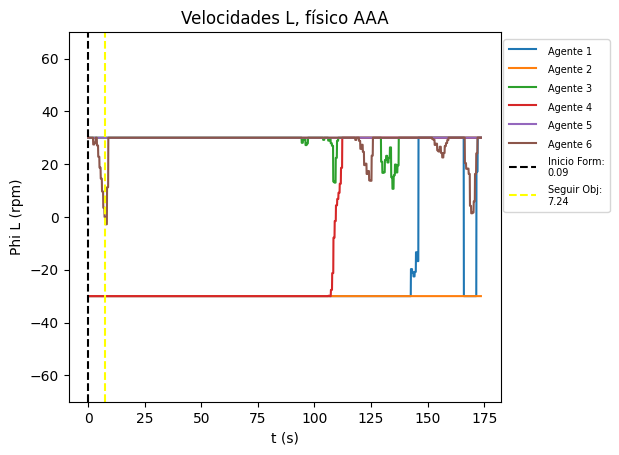 Velocidades L, físico AAA
Phi L (rpm)
60
40
20
0
−20
−40
−60
0
25
50
75
100
125
150
175
t (s)
Agente 1
Agente 2
Agente 3
Agente 4
Agente 5
Agente 6
Inicio Form:
0.09
Seguir Obj:
7.24